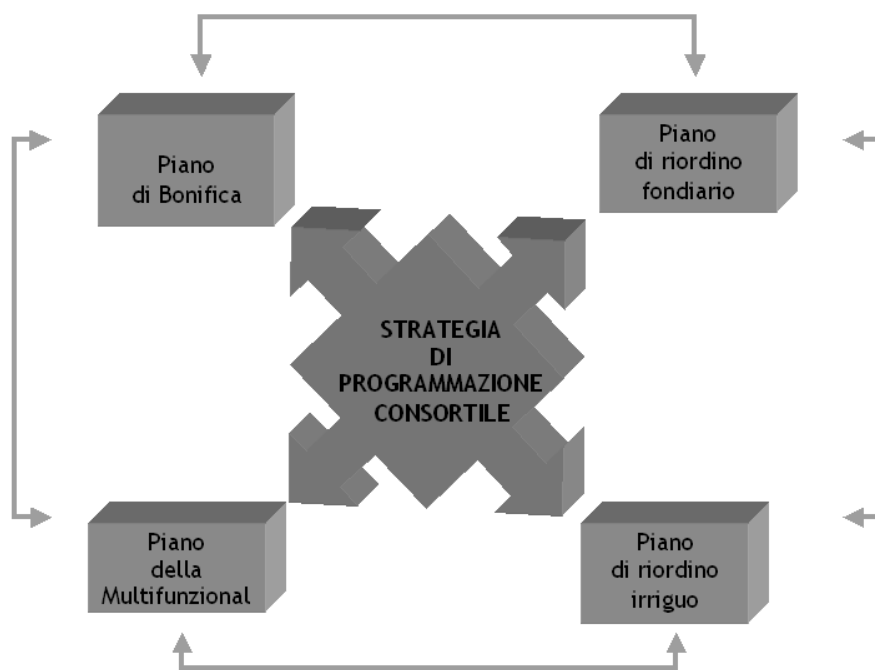 Piano
di Bonifica
Piano
di riordino
fondiario
STRATEGIA
DI
PROGRAMMAZIONE
CONSORTILE
Piano
della
Multifunzional
Piano
di riordino
irriguo